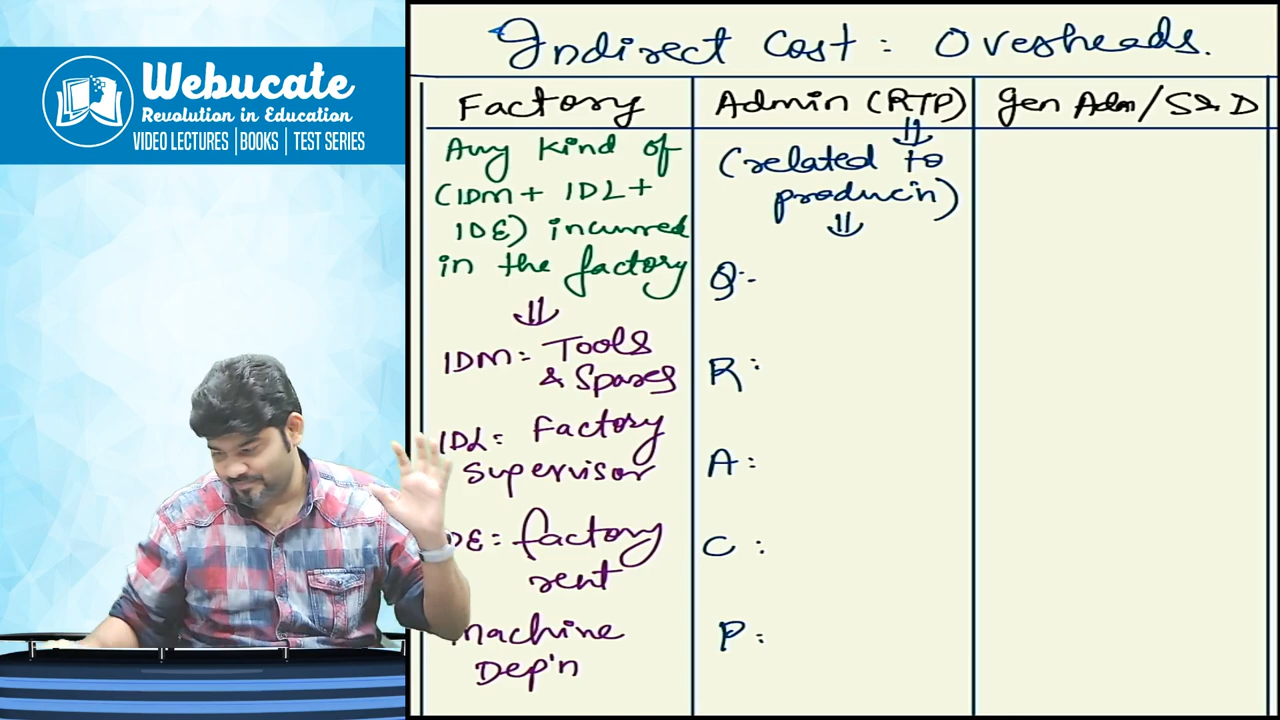 Webucate
Revolution in Education
VIDEO LECTURES | BOOKS | TEST SERIES
Indirect Cost : Overheads.
Factory
Any kind of
(IDM + IDL +
IDE) incurred
in the factory
⇓
IDM: Tools
& Spares
IDL: Factory
Supervisor
DE: factory
rent
Machine
Dep'n
Admin (RTP)
⇓
(related to
produc'n)
⇓
Q:-
R:
A:
C:
P:
Gen Adm / S & D